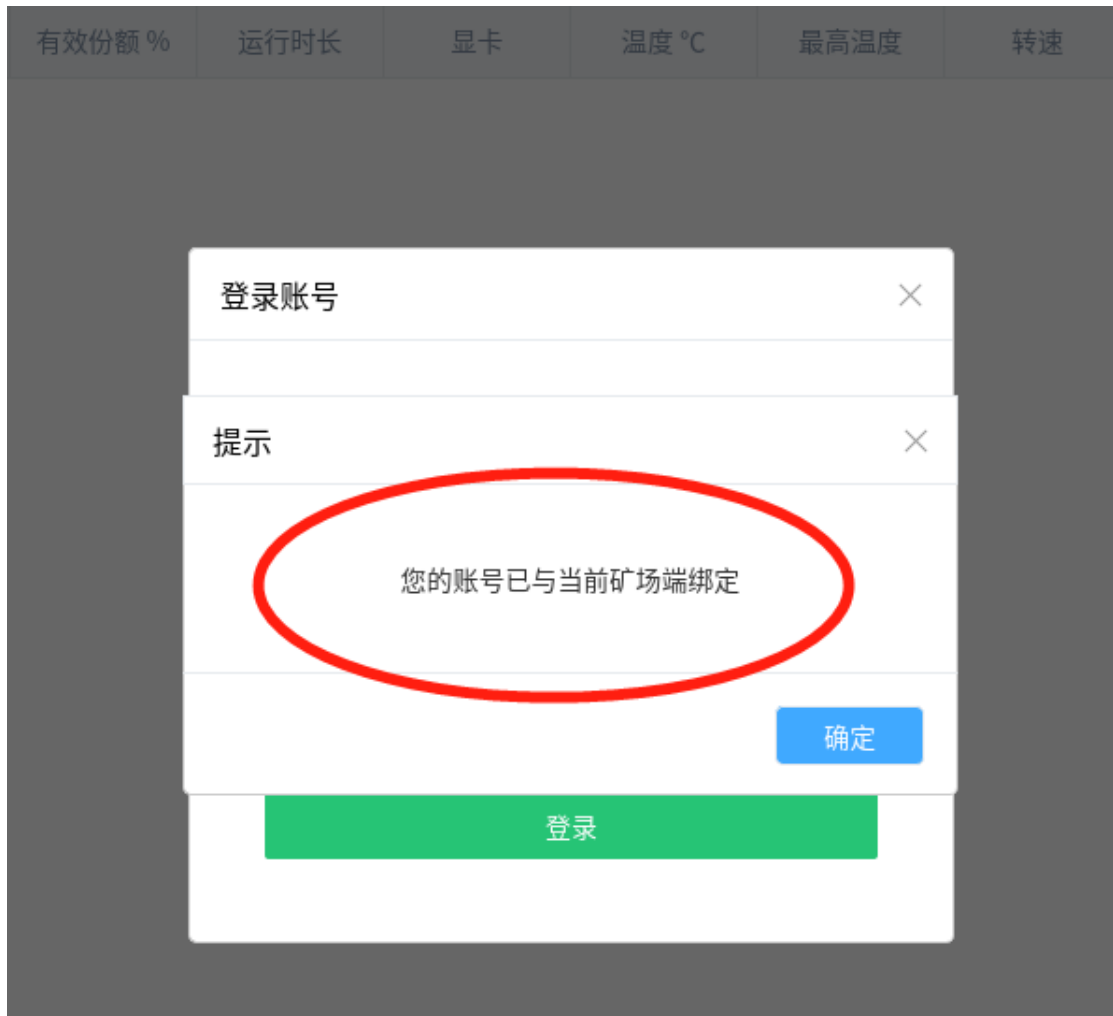 有效份额 % 运行时长 显卡 温度 °C 最高温度 转速
登录账号
提示
您的账号已与当前矿场端绑定
确定
登录